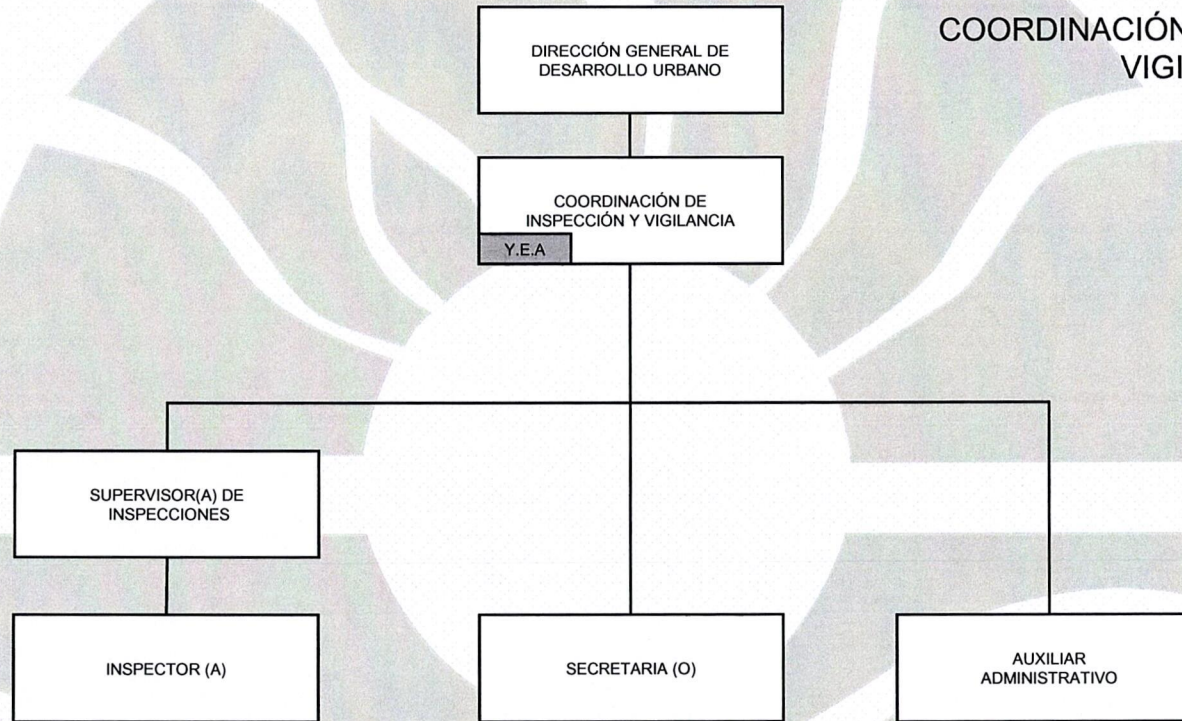 COORDINACIÓN
VIGI
DIRECCIÓN GENERAL DE
DESARROLLO URBANO
COORDINACIÓN DE
INSPECCIÓN Y VIGILANCIA
Y.E.A
SUPERVISOR(A) DE
INSPECCIONES
INSPECTOR (A)
SECRETARIA (O)
AUXILIAR
ADMINISTRATIVO